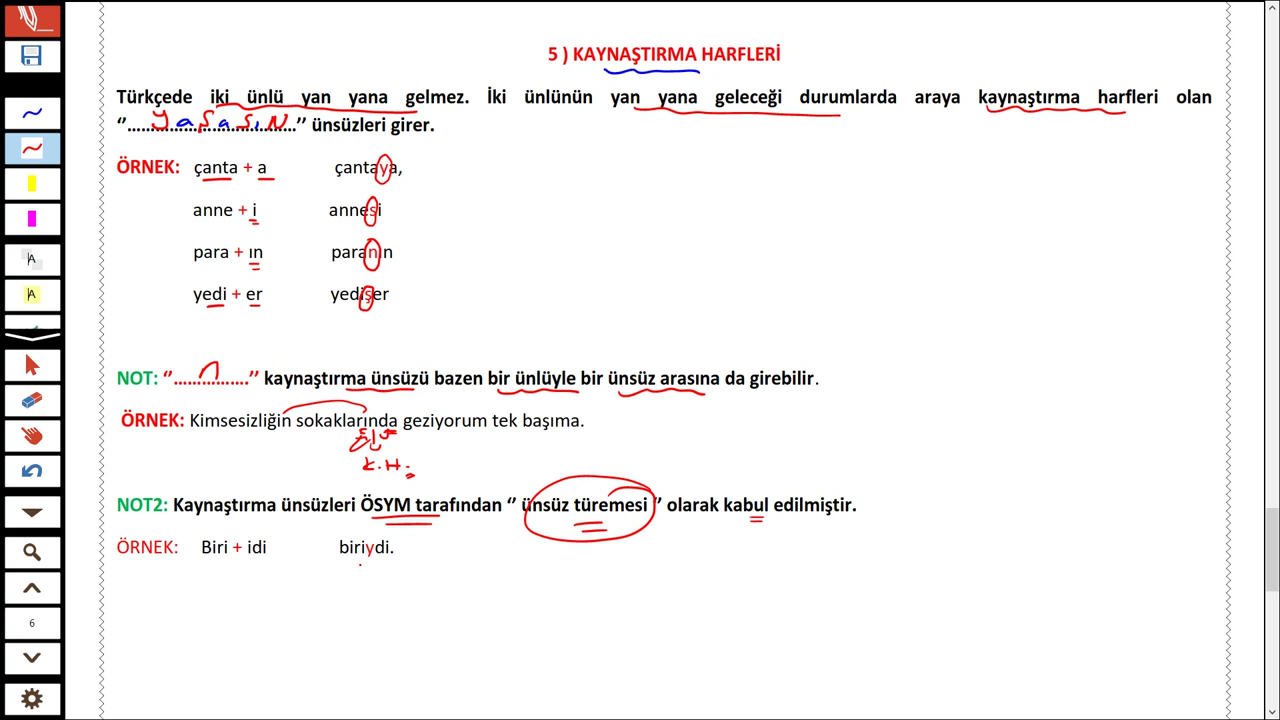 5 ) KAYNAŞTIRMA HARFLERİ
Türkçede iki ünlü yan yana gelmez. İki ünlünün yan yana geleceği durumlarda araya kaynaştırma harfleri olan
‘’......YaŞaSıN......’’ ünsüzleri girer.
ÖRNEK: çanta + a çantaya,
anne + i annesi
para + ın paranın
yedi + er yedişer
NOT: ‘’......n......’’ kaynaştırma ünsüzü bazen bir ünlüyle bir ünsüz arasına da girebilir.
ÖRNEK: Kimsesizliğin sokaklarında geziyorum tek başıma.
K.H.
NOT2: Kaynaştırma ünsüzleri ÖSYM tarafından ‘’ ünsüz türemesi ‘’ olarak kabul edilmiştir.
ÖRNEK: Biri + idi biriydi.
A
A
6